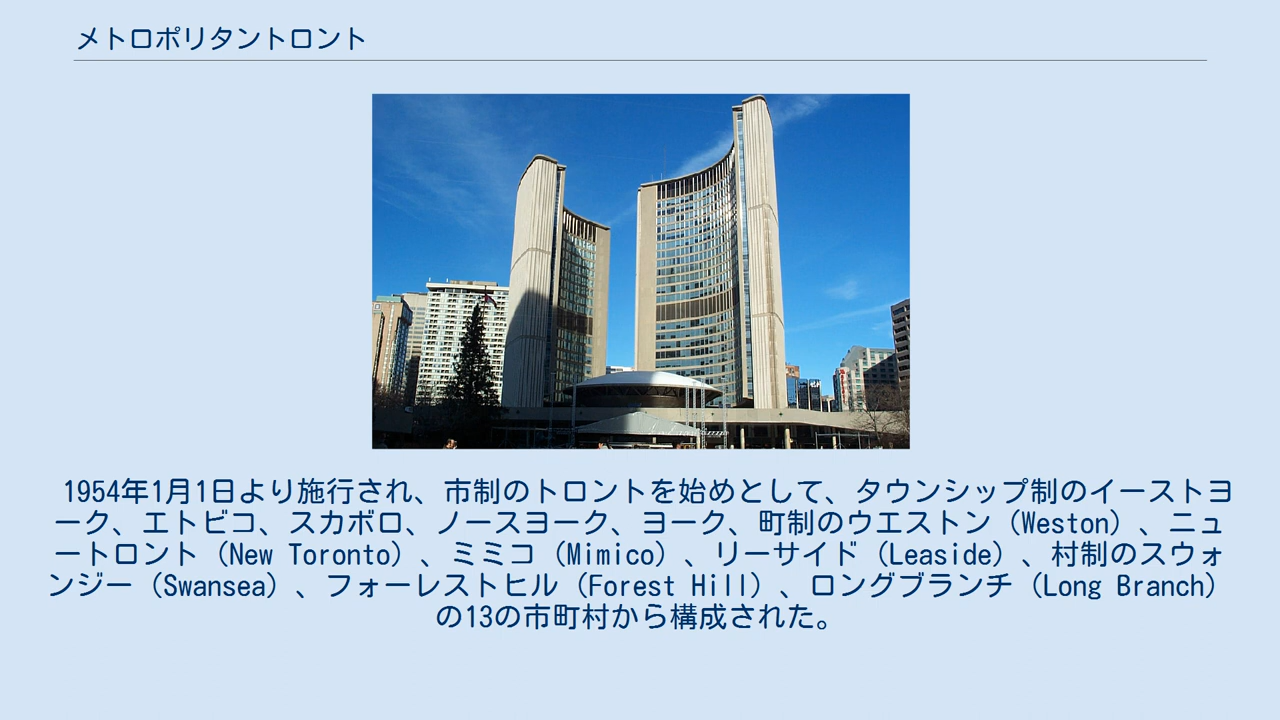 メトロポリタントロント
1954年1月1日より施行され、市制のトロントを始めとして、タウンシップ制のイーストヨ
ーク、エトビコ、スカボロ、ノースヨーク、ヨーク、町制のウエストン（Weston）、ニュ
ートロント（New Toronto）、ミミコ（Mimico）、リーサイド（Leaside）、村制のスウォ
ンジー（Swansea）、フォーレストヒル（Forest Hill）、ロングブランチ（Long Branch）
の13の市町村から構成された。